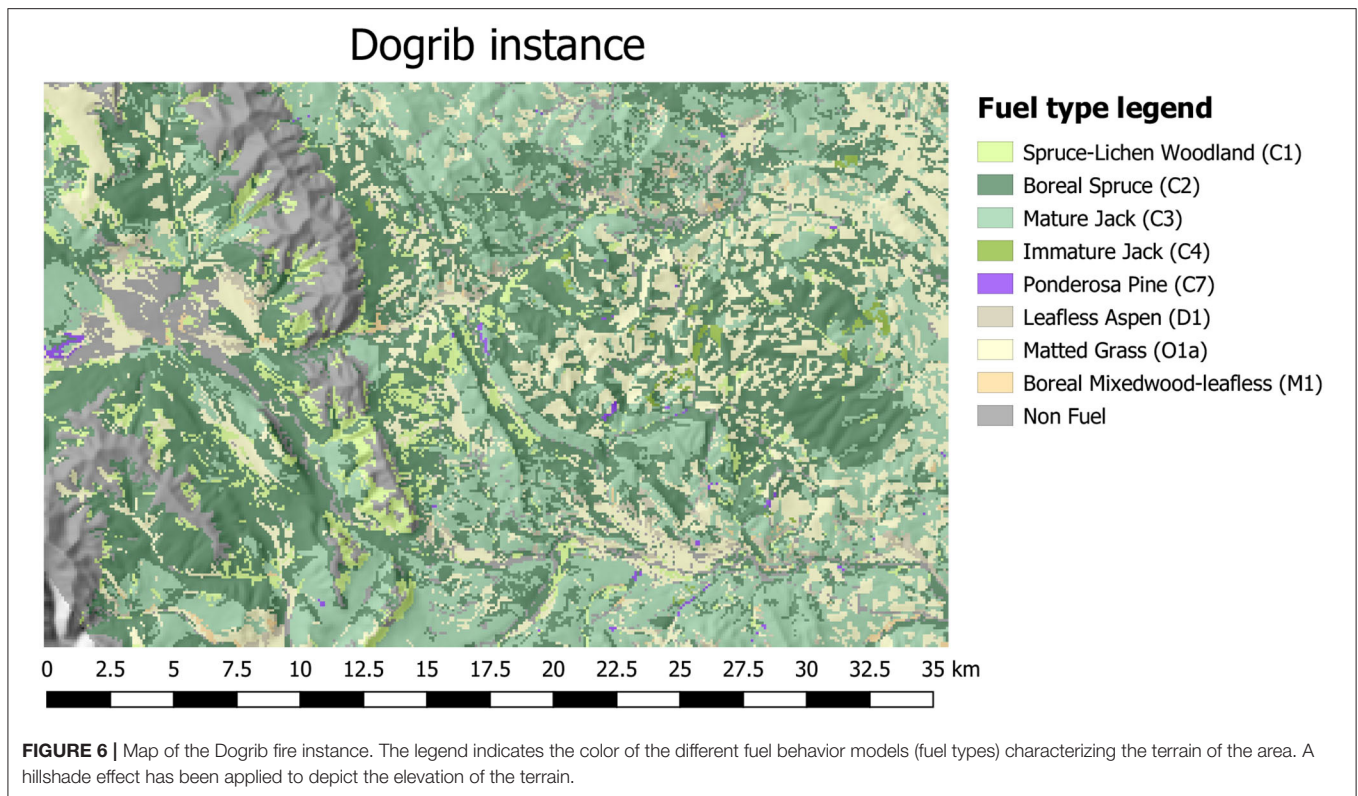 Dogrib instance
Fuel type legend
Spruce-Lichen Woodland (C1)
Boreal Spruce (C2)
Mature Jack (C3)
Immature Jack (C4)
Ponderosa Pine (C7)
Leafless Aspen (D1)
Matted Grass (O1a)
Boreal Mixedwood-leafless (M1)
Non Fuel
0 2.5 5 7.5 10 12.5 15 17.5 20 22.5 25 27.5 30 32.5 35 km
FIGURE 6 | Map of the Dogrib fire instance. The legend indicates the color of the different fuel behavior models (fuel types) characterizing the terrain of the area. A
hillshade effect has been applied to depict the elevation of the terrain.